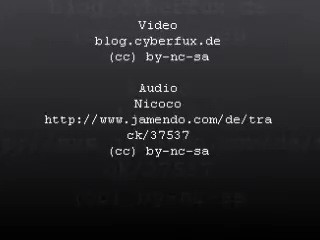 Video
blog.cyberfux.de
(cc) by-nc-sa
Audio
Nicoco
http://www.jamendo.com/de/tra
ck/37537
(cc) by-nc-sa